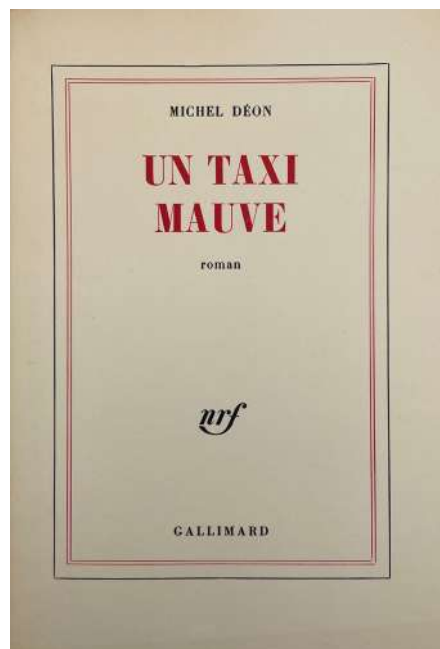 MICHEL DÉON
UN TAXI
MAUVE
roman
nrf
GALLIMARD